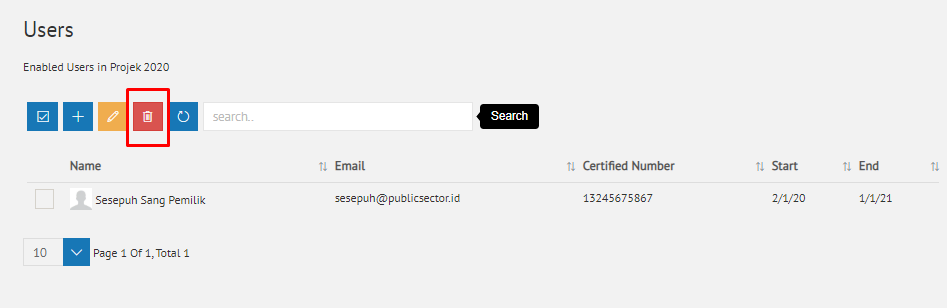 Users
Enabled Users in Projek 2020
search..
Search
Name Email Certified Number Start End
Sesepuh Sang Pemilik sesepuh@publicsector.id 13245675867 2/1/20 1/1/21
10 Page 1 Of 1, Total 1